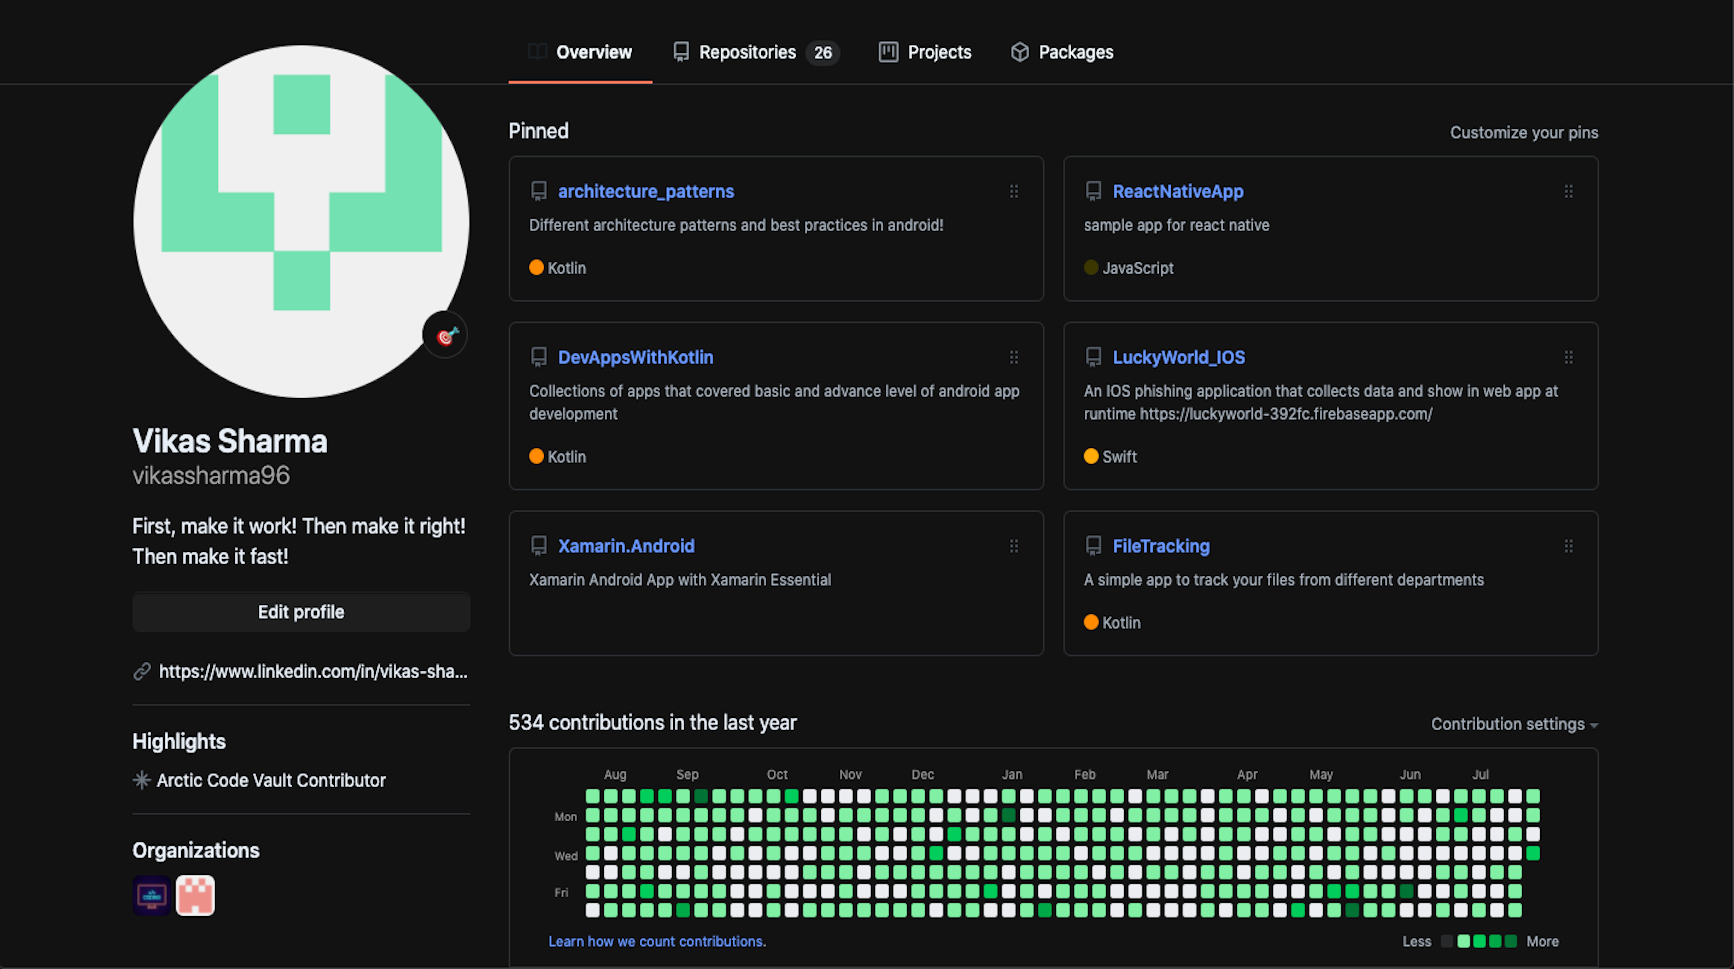 Overview
Repositories 26
Projects
Packages
Vikas Sharma
vikassharma96
First, make it work! Then make it right!
Then make it fast!
Edit profile
https://www.linkedin.com/in/vikas-sha...
Highlights
Arctic Code Vault Contributor
Organizations
Pinned
Customize your pins
architecture_patterns
Different architecture patterns and best practices in android!
Kotlin
ReactNativeApp
sample app for react native
JavaScript
DevAppsWithKotlin
Collections of apps that covered basic and advance level of android app
development
Kotlin
LuckyWorld_IOS
An IOS phishing application that collects data and show in web app at
runtime https://luckyworld-392fc.firebaseapp.com/
Swift
Xamarin.Android
Xamarin Android App with Xamarin Essential
FileTracking
A simple app to track your files from different departments
Kotlin
534 contributions in the last year
Contribution settings
Aug Sep Oct Nov Dec Jan Feb Mar Apr May Jun Jul
Mon
Wed
Fri
Learn how we count contributions.
Less More